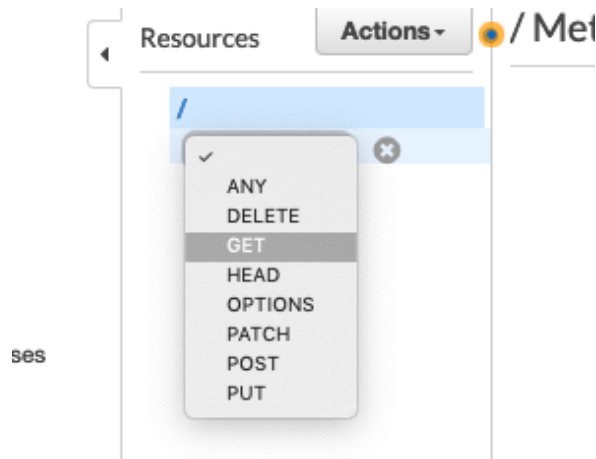 Resources
Actions
/ Met
/
ANY
DELETE
GET
HEAD
OPTIONS
PATCH
POST
PUT
ses